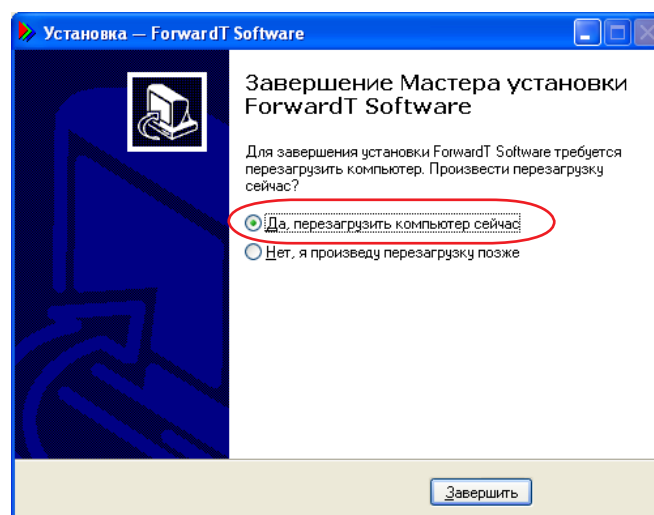 Установка — ForwardT Software
Завершение Мастера установки
ForwardT Software
Для завершения установки ForwardT Software требуется
перезагрузить компьютер. Произвести перезагрузку
сейчас?
Да, перезагрузить компьютер сейчас
Нет, я произведу перезагрузку позже
Завершить